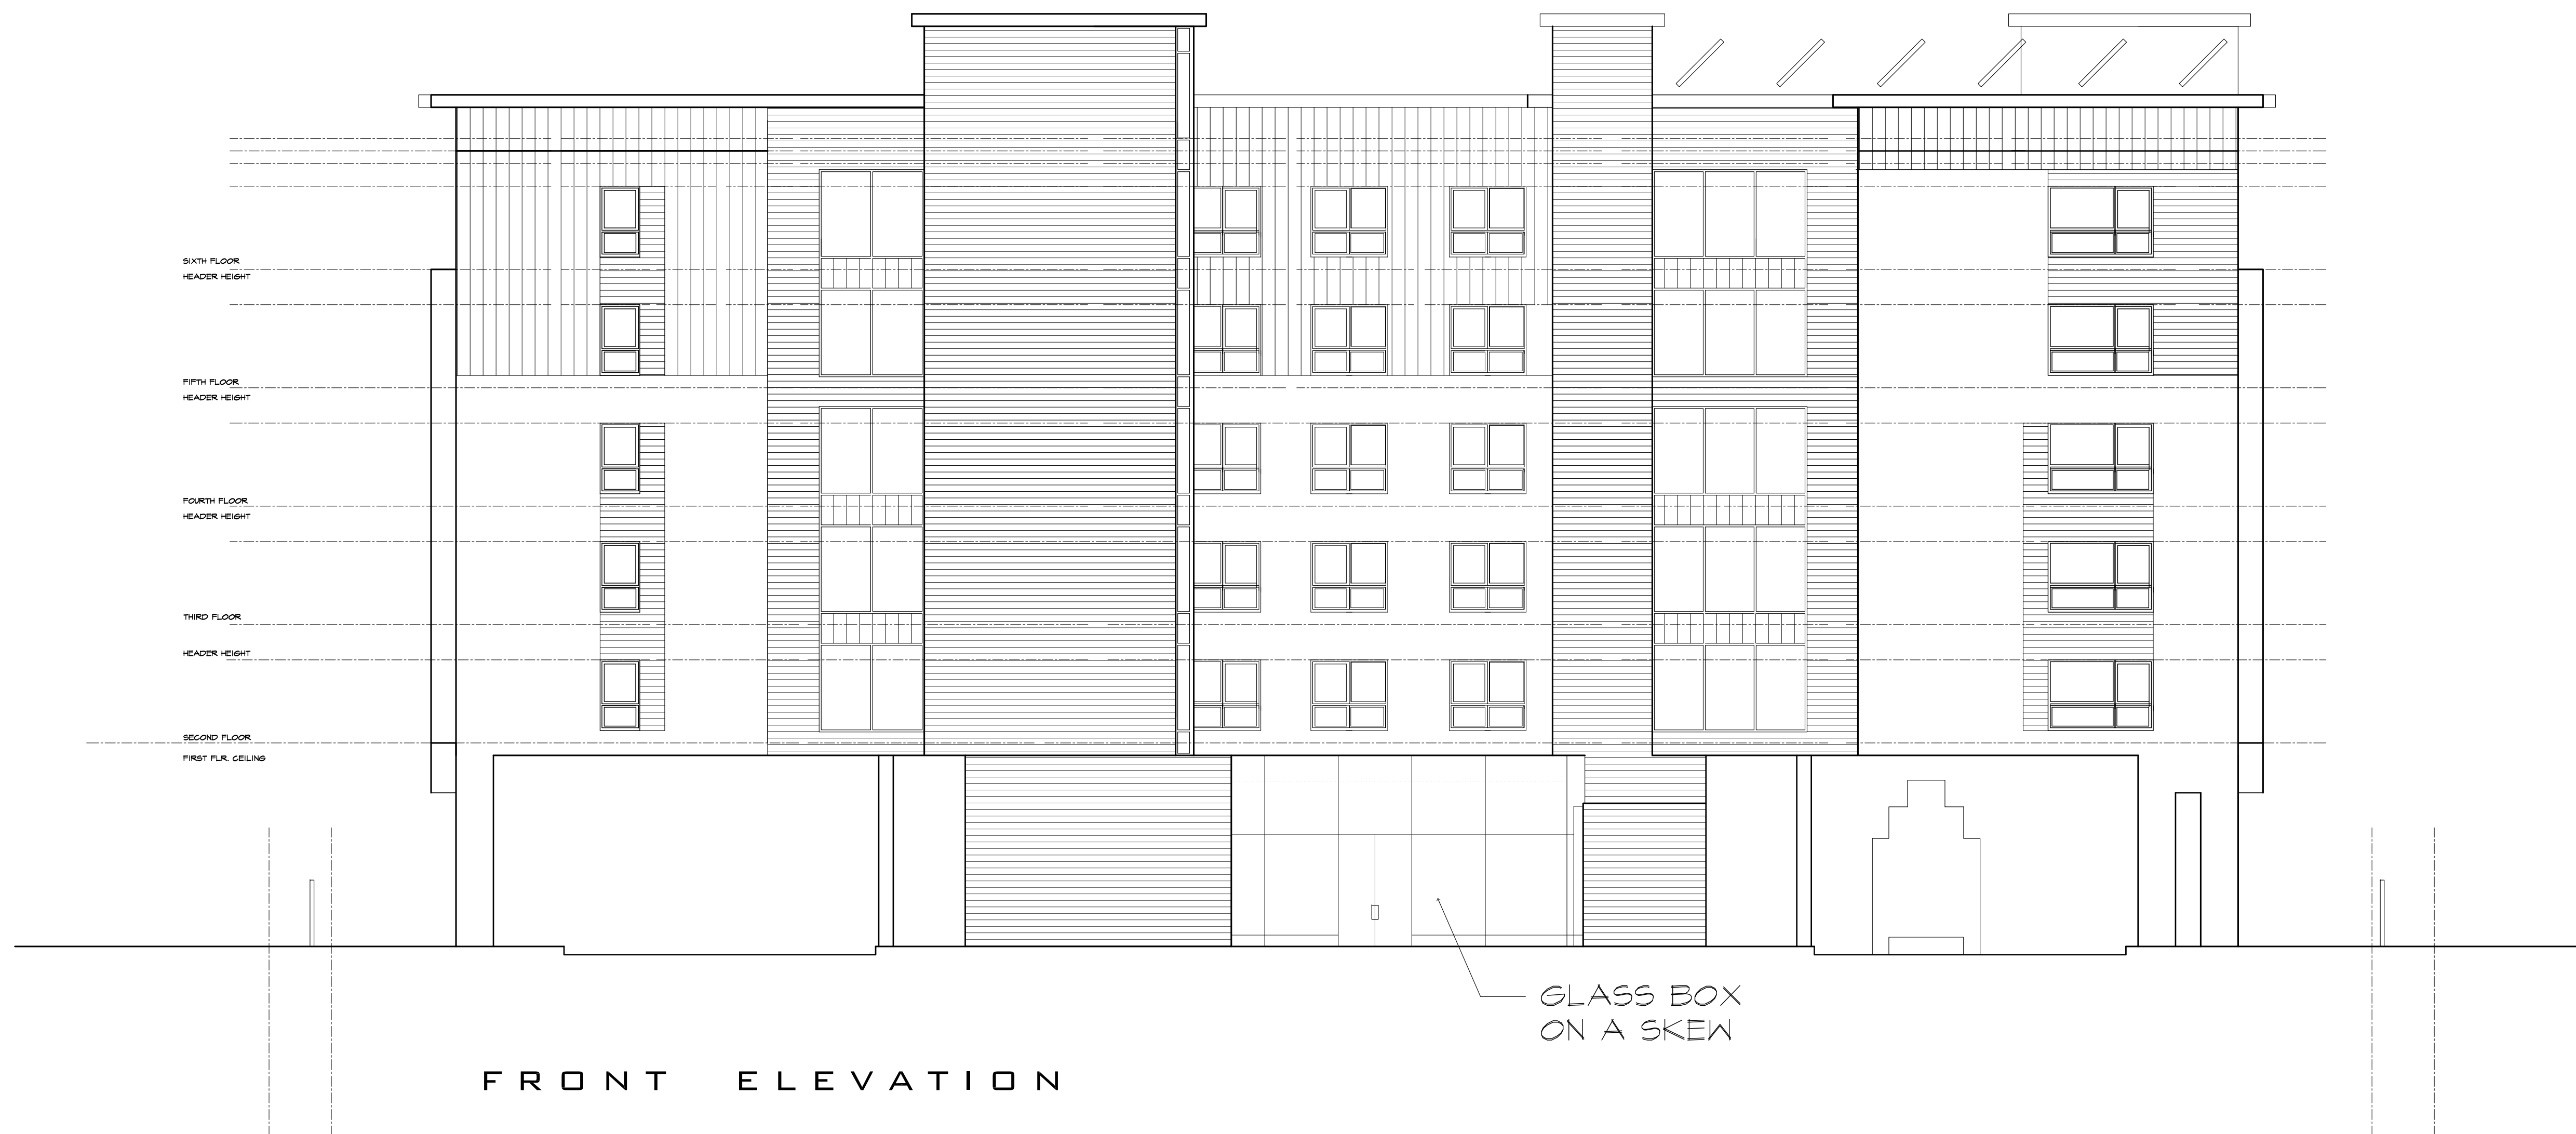 SIXTH FLOOR
HEADER HEIGHT
FIFTH FLOOR
HEADER HEIGHT
FOURTH FLOOR
HEADER HEIGHT
THIRD FLOOR
HEADER HEIGHT
SECOND FLOOR
FIRST FLR. CEILING
GLASS BOX
ON A SKEW
FRONT ELEVATION